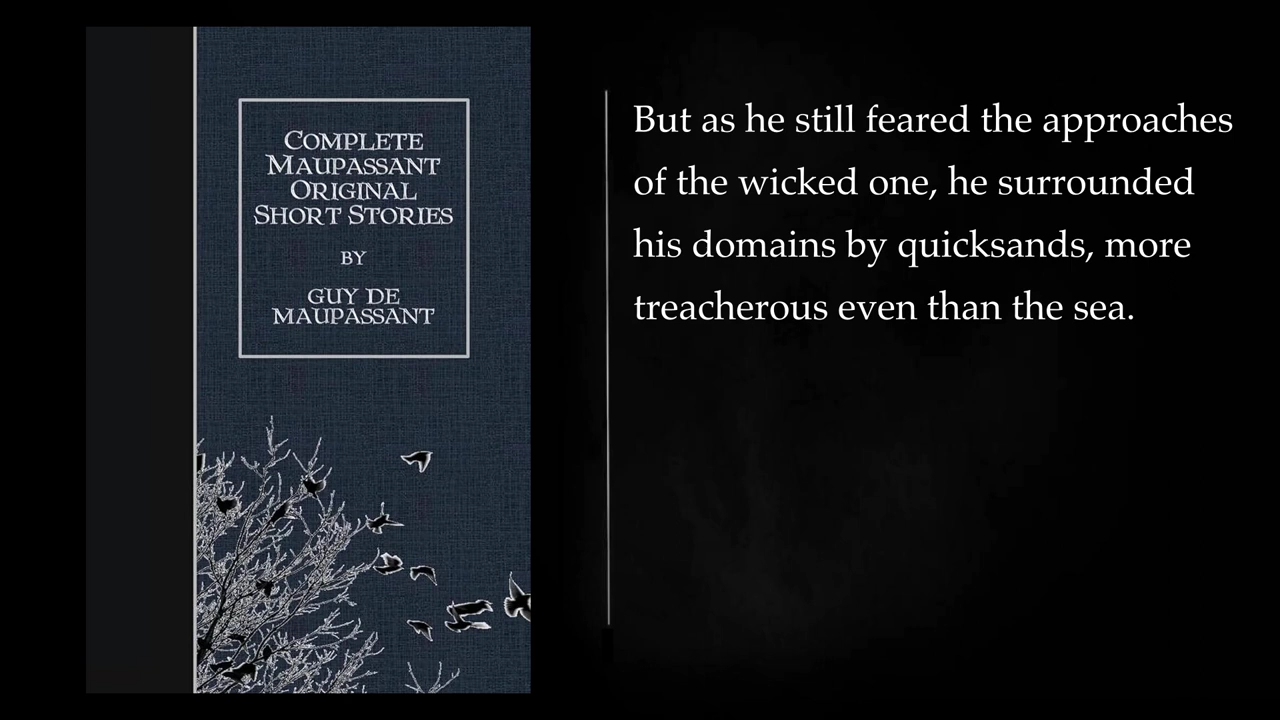 COMPLETE
MAUPASSANT
ORIGINAL
SHORT STORIES
BY
GUY DE
MAUPASSANT
But as he still feared the approaches
of the wicked one, he surrounded
his domains by quicksands, more
treacherous even than the sea.